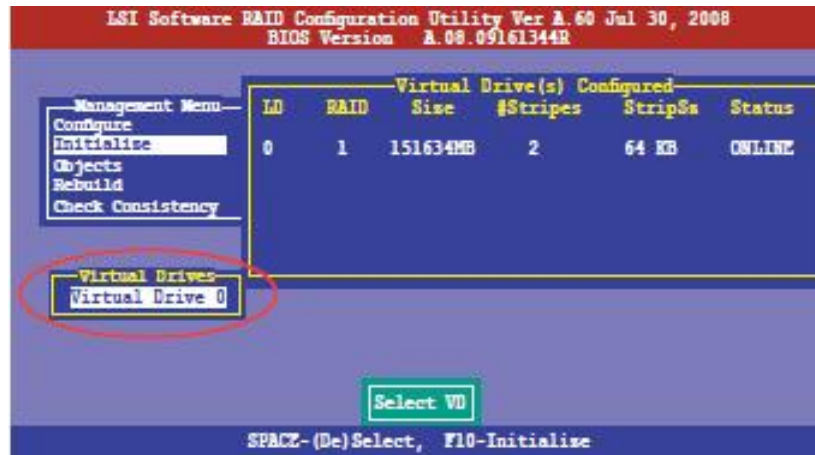 LSI Software RAID Configuration Utility Ver A.60 Jul 30, 2008
BIOS Version A.08.09161344R
Management Menu
Configure
Initialise
Objects
Rebuild
Check Consistency
Virtual Drive(s) Configured
LD RAID Size #Stripes StripSz Status
0 1 151634MB 2 64 KB ONLINE
Virtual Drives
Virtual Drive 0
Select VD
SPACE-(De)Select, F10-Initialise